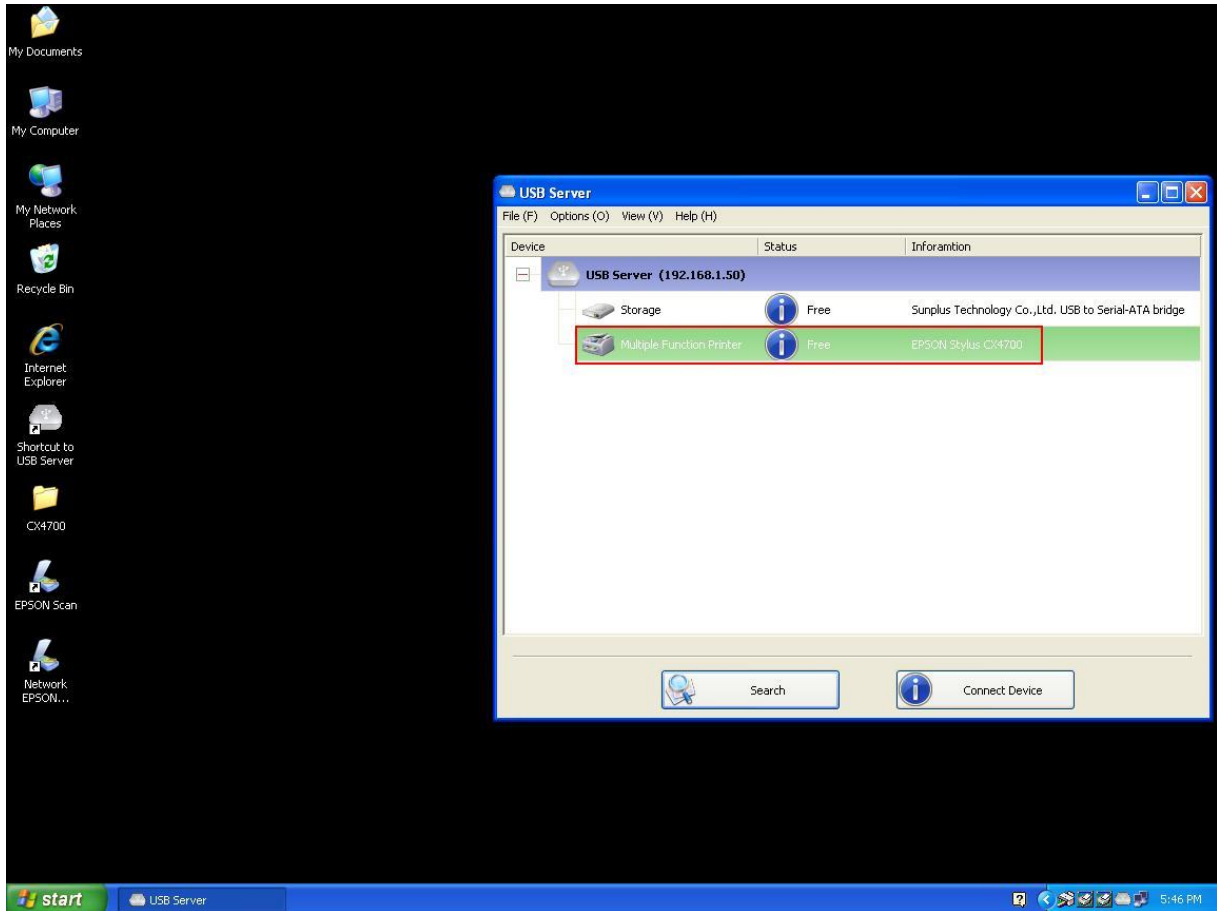 My Documents
My Computer
My Network
Places
Recycle Bin
Internet
Explorer
Shortcut to
USB Server
CX4700
EPSON Scan
Network
EPSON...
USB Server
File (F) Options (O) View (V) Help (H)
Device Status Inforamtion
USB Server (192.168.1.50)
Storage Free Sunplus Technology Co.,Ltd. USB to Serial-ATA bridge
Multiple Function Printer Free EPSON Stylus CX4700
Search Connect Device
start USB Server 5:46 PM